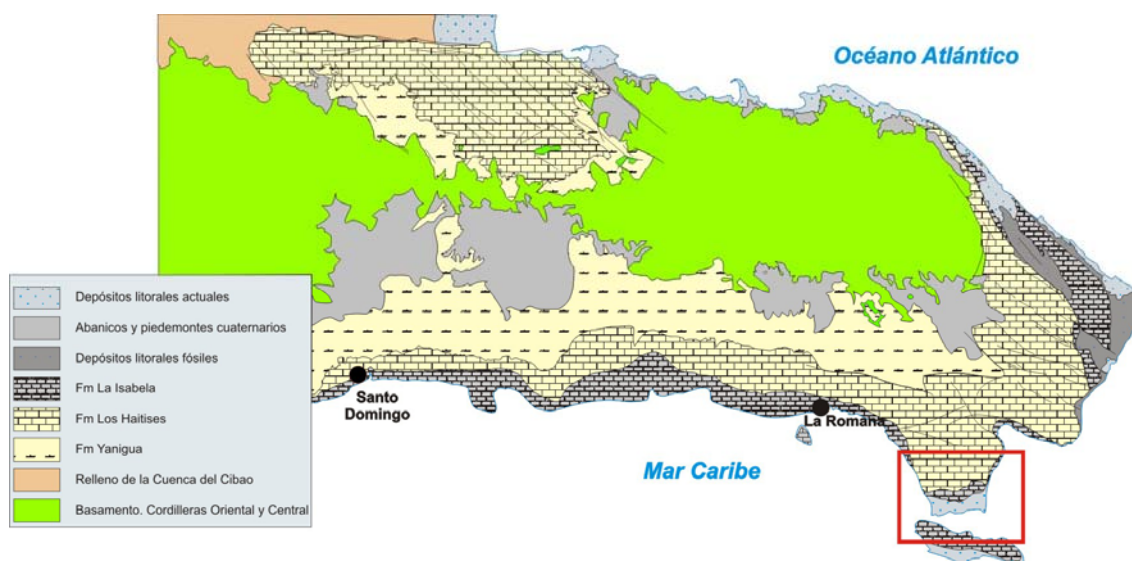 Océano Atlántico
Depósitos litorales actuales
Abanicos y piedemontes cuaternarios
Depósitos litorales fósiles
Fm La Isabela
Fm Los Haitises
Fm Yanigua
Relleno de la Cuenca del Cibao
Basamento. Cordilleras Oriental y Central
Santo
Domingo
La Romana
Mar Caribe